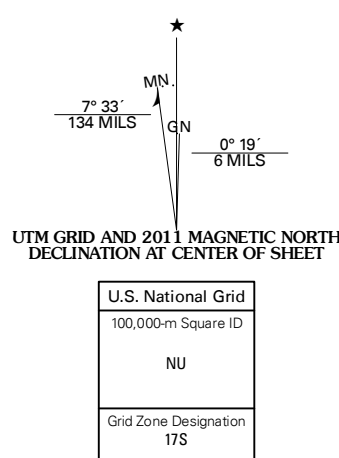 ★
MN.
GN
7° 33´
134 MILS
0° 19´
6 MILS
UTM GRID AND 2011 MAGNETIC NORTH
DECLINATION AT CENTER OF SHEET
U.S. National Grid
100,000-m Square ID
NU
Grid Zone Designation
17S